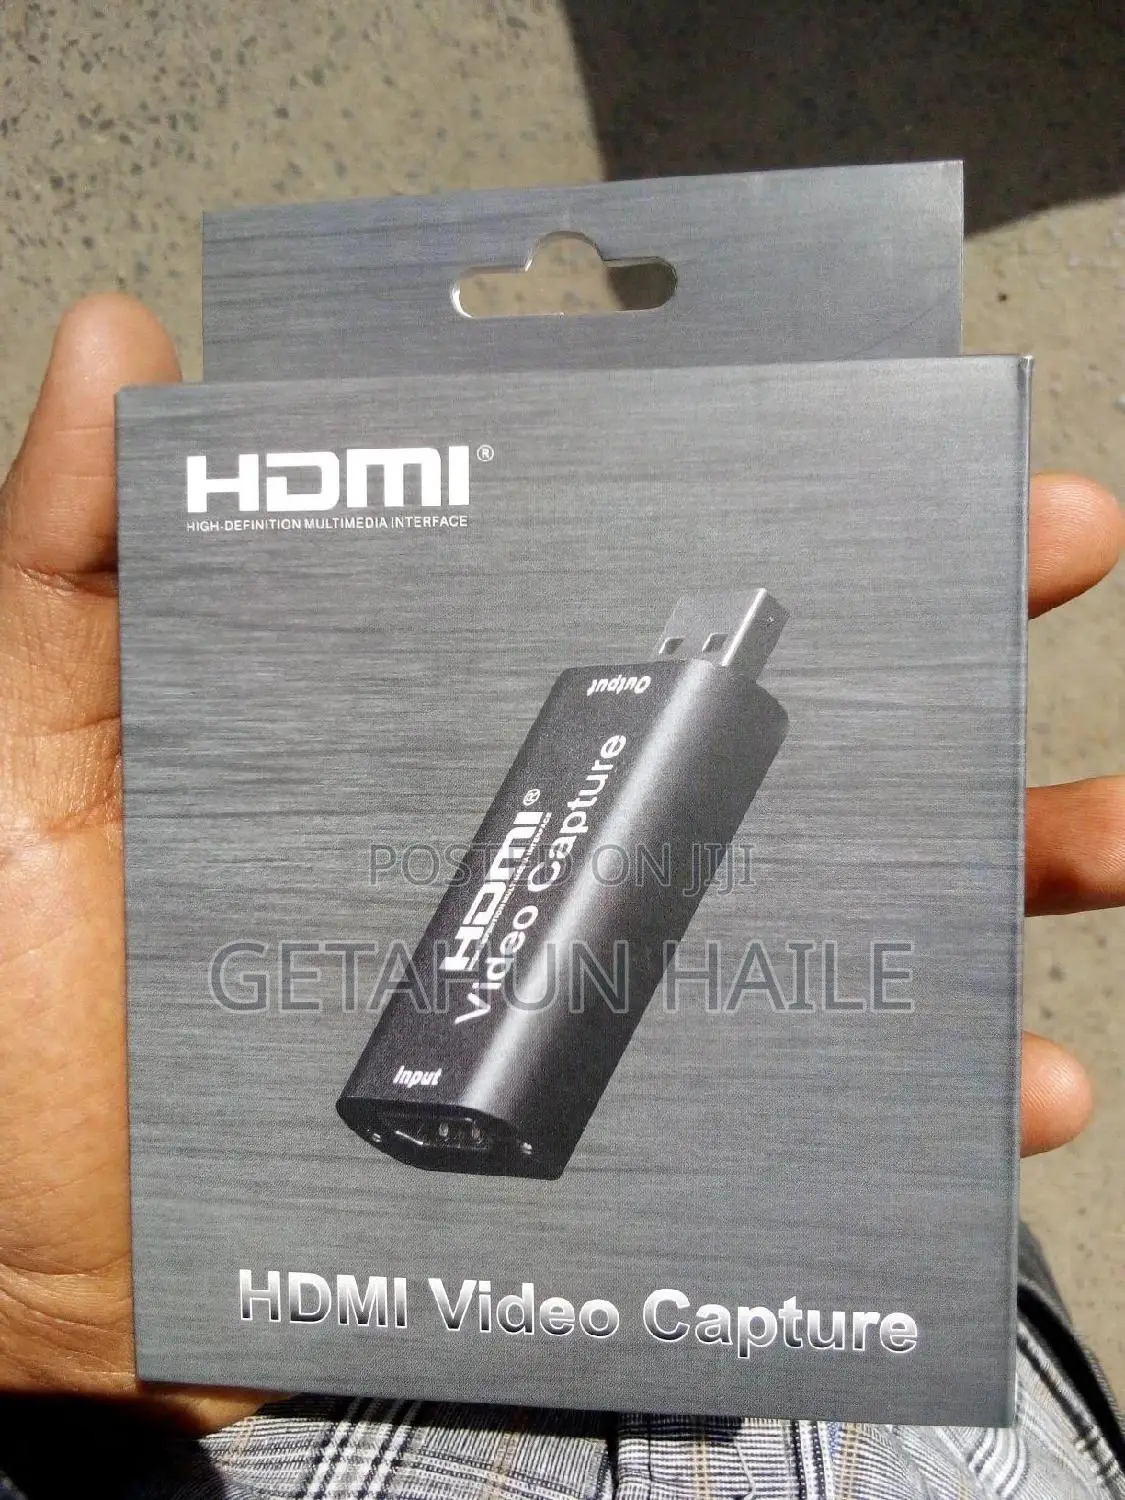 HDMI®
HIGH-DEFINITION MULTIMEDIA INTERFACE
Output
HDMI®
Video Capture
POSTED ON JIJI
GETAHUN HAILE
Input
HDMI Video Capture